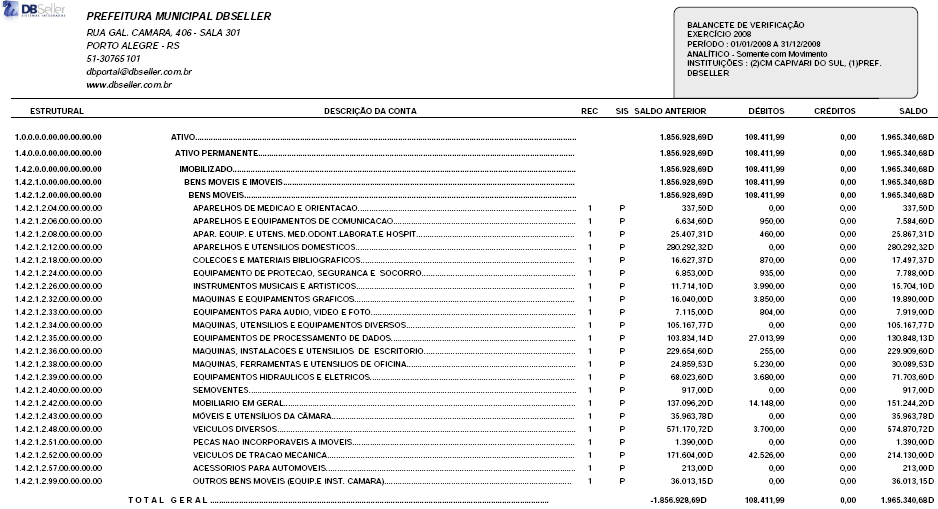 DBSeller
SISTEMAS INTEGRADOS
PREFEITURA MUNICIPAL DBSELLER
RUA GAL. CAMARA, 406 - SALA 301
PORTO ALEGRE - RS
51-30765101
dbportal@dbseller.com.br
www.dbseller.com.br
BALANCETE DE VERIFICAÇÃO
EXERCÍCIO 2008
PERÍODO : 01/01/2008 A 31/12/2008
ANALÍTICO - Somente com Movimento
INSTITUIÇÕES : (2)CM CAPIVARI DO SUL, (1)PREF. DBSELLER
ESTRUTURAL DESCRIÇÃO DA CONTA REC SIS SALDO ANTERIOR DÉBITOS CRÉDITOS SALDO
1.0.0.0.0.00.00.00.00.00 ATIVO 1.856.928,69D 108.411,99 0,00 1.965.340,68D
1.4.0.0.0.00.00.00.00.00 ATIVO PERMANENTE 1.856.928,69D 108.411,99 0,00 1.965.340,68D
1.4.2.0.0.00.00.00.00.00 IMOBILIZADO 1.856.928,69D 108.411,99 0,00 1.965.340,68D
1.4.2.1.0.00.00.00.00.00 BENS MOVEIS E IMOVEIS 1.856.928,69D 108.411,99 0,00 1.965.340,68D
1.4.2.1.2.00.00.00.00.00 BENS MOVEIS 1.856.928,69D 108.411,99 0,00 1.965.340,68D
1.4.2.1.2.04.00.00.00.00 APARELHOS DE MEDICAO E ORIENTACAO 1 P 337,50D 0,00 0,00 337,50D
1.4.2.1.2.06.00.00.00.00 APARELHOS E EQUIPAMENTOS DE COMUNICACAO 1 P 6.634,60D 950,00 0,00 7.584,60D
1.4.2.1.2.08.00.00.00.00 APAR. EQUIP. E UTENS. MED.ODONT.LABORAT.E HOSPIT 1 P 25.407,31D 460,00 0,00 25.867,31D
1.4.2.1.2.12.00.00.00.00 APARELHOS E UTENSILIOS DOMESTICOS 1 P 280.292,32D 0,00 0,00 280.292,32D
1.4.2.1.2.18.00.00.00.00 COLECOES E MATERIAIS BIBLIOGRAFICOS 1 P 16.627,37D 870,00 0,00 17.497,37D
1.4.2.1.2.24.00.00.00.00 EQUIPAMENTO DE PROTECAO, SEGURANCA E SOCORRO 1 P 6.853,00D 935,00 0,00 7.788,00D
1.4.2.1.2.26.00.00.00.00 INSTRUMENTOS MUSICAIS E ARTISTICOS 1 P 11.714,10D 3.990,00 0,00 15.704,10D
1.4.2.1.2.32.00.00.00.00 MAQUINAS E EQUIPAMENTOS GRAFICOS 1 P 16.040,00D 3.850,00 0,00 19.890,00D
1.4.2.1.2.33.00.00.00.00 EQUIPAMENTOS PARA AUDIO, VIDEO E FOTO 1 P 7.115,00D 804,00 0,00 7.919,00D
1.4.2.1.2.34.00.00.00.00 MAQUINAS, UTENSILIOS E EQUIPAMENTOS DIVERSOS 1 P 105.167,77D 0,00 0,00 105.167,77D
1.4.2.1.2.35.00.00.00.00 EQUIPAMENTOS DE PROCESSAMENTO DE DADOS 1 P 103.834,14D 27.013,99 0,00 130.848,13D
1.4.2.1.2.36.00.00.00.00 MAQUINAS, INSTALACOES E UTENSILIOS DE ESCRITORIO 1 P 229.654,60D 255,00 0,00 229.909,60D
1.4.2.1.2.38.00.00.00.00 MAQUINAS, FERRAMENTAS E UTENSILIOS DE OFICINA 1 P 24.859,53D 5.230,00 0,00 30.089,53D
1.4.2.1.2.39.00.00.00.00 EQUIPAMENTOS HIDRAULICOS E ELETRICOS 1 P 68.023,60D 3.680,00 0,00 71.703,60D
1.4.2.1.2.40.00.00.00.00 SEMOVENTES 1 P 917,00D 0,00 0,00 917,00D
1.4.2.1.2.42.00.00.00.00 MOBILIARIO EM GERAL 1 P 137.096,20D 14.148,00 0,00 151.244,20D
1.4.2.1.2.43.00.00.00.00 MÓVEIS E UTENSÍLIOS DA CÂMARA 1 P 35.963,78D 0,00 0,00 35.963,78D
1.4.2.1.2.48.00.00.00.00 VEICULOS DIVERSOS 1 P 571.170,72D 3.700,00 0,00 574.870,72D
1.4.2.1.2.51.00.00.00.00 PECAS NAO INCORPORAVEIS A IMOVEIS 1 P 1.390,00D 0,00 0,00 1.390,00D
1.4.2.1.2.52.00.00.00.00 VEICULOS DE TRACAO MECANICA 1 P 171.604,00D 42.526,00 0,00 214.130,00D
1.4.2.1.2.57.00.00.00.00 ACESSORIOS PARA AUTOMOVEIS 1 P 213,00D 0,00 0,00 213,00D
1.4.2.1.2.99.00.00.00.00 OUTROS BENS MOVEIS (EQUIP.E INST. CAMARA) 1 P 36.013,15D 0,00 0,00 36.013,15D
TOTAL GERAL -1.856.928,69D 108.411,99 0,00 1.965.340,68D